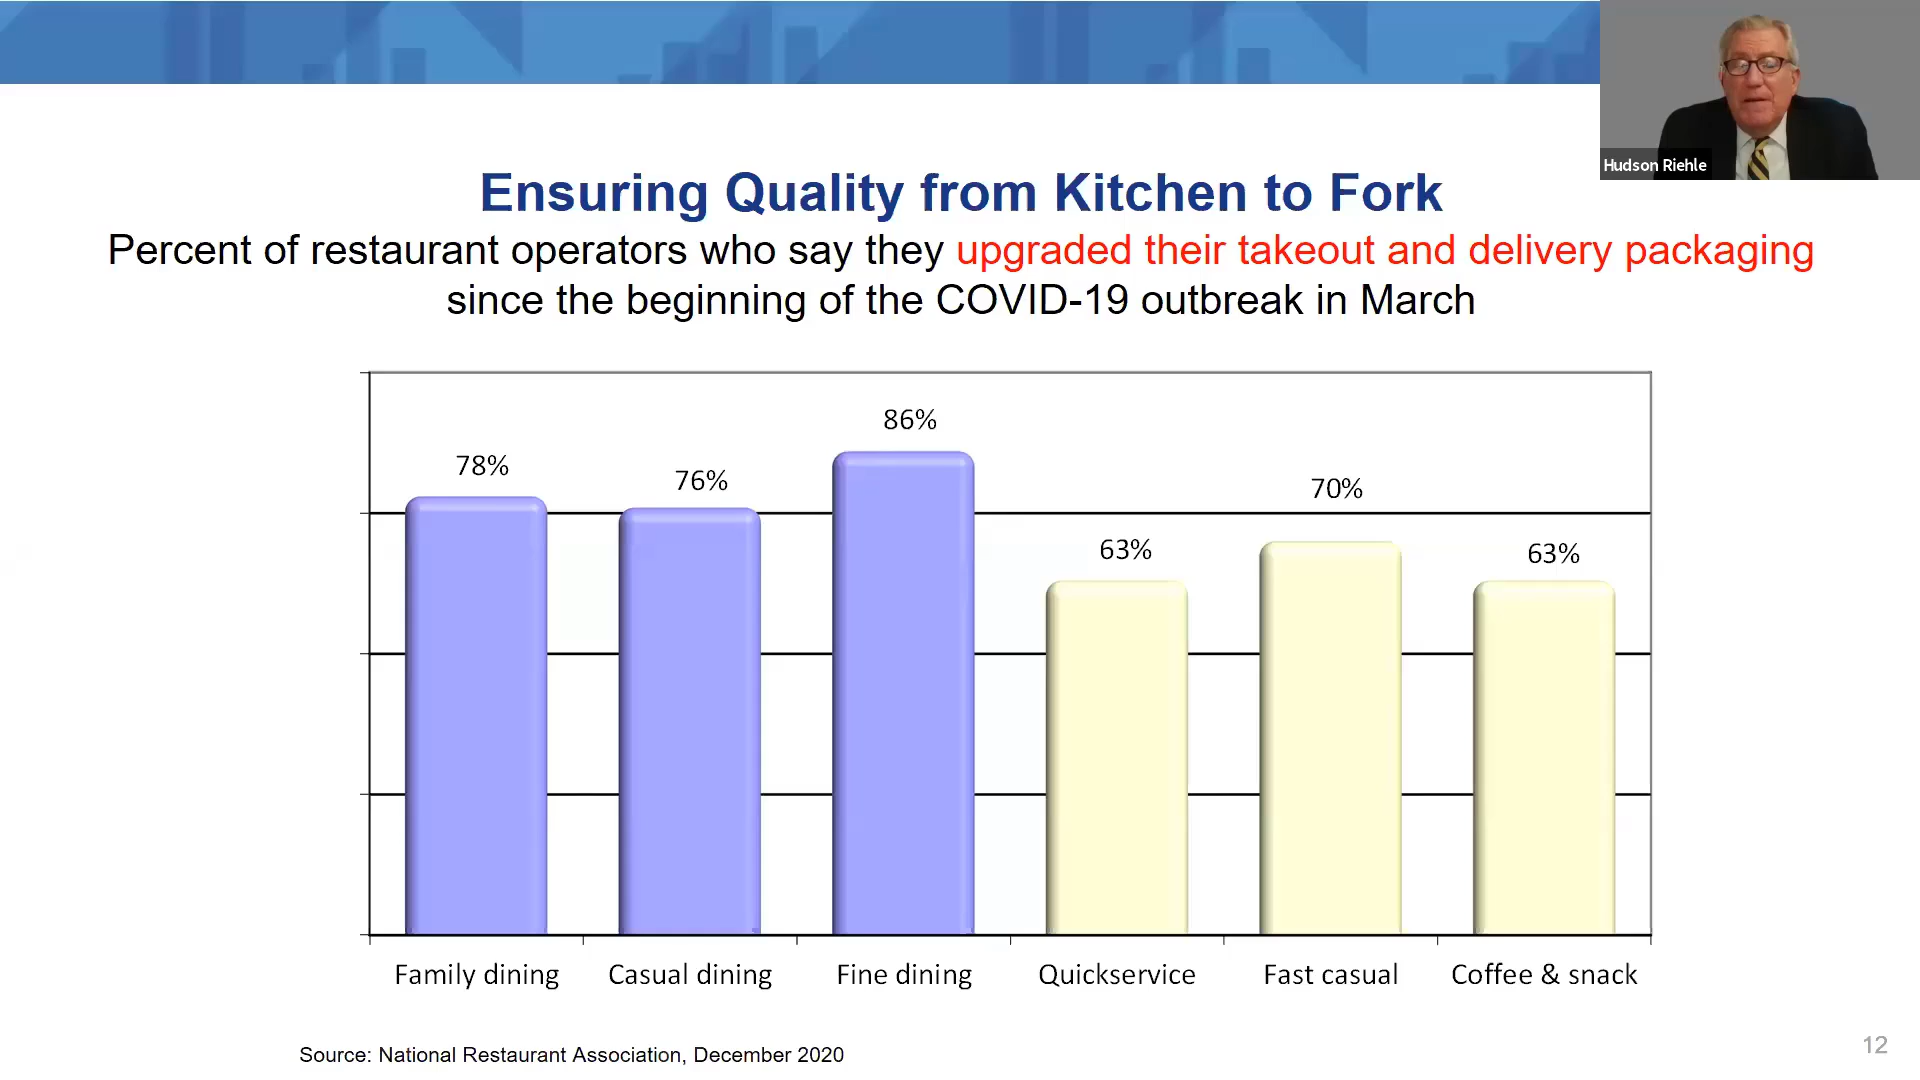 Hudson Riehle
Ensuring Quality from Kitchen to Fork
Percent of restaurant operators who say they upgraded their takeout and delivery packaging
since the beginning of the COVID-19 outbreak in March
86%
78%
76%
70%
63%
63%
Family dining
Casual dining
Fine dining
Quickservice
Fast casual
Coffee & snack
Source: National Restaurant Association, December 2020
12